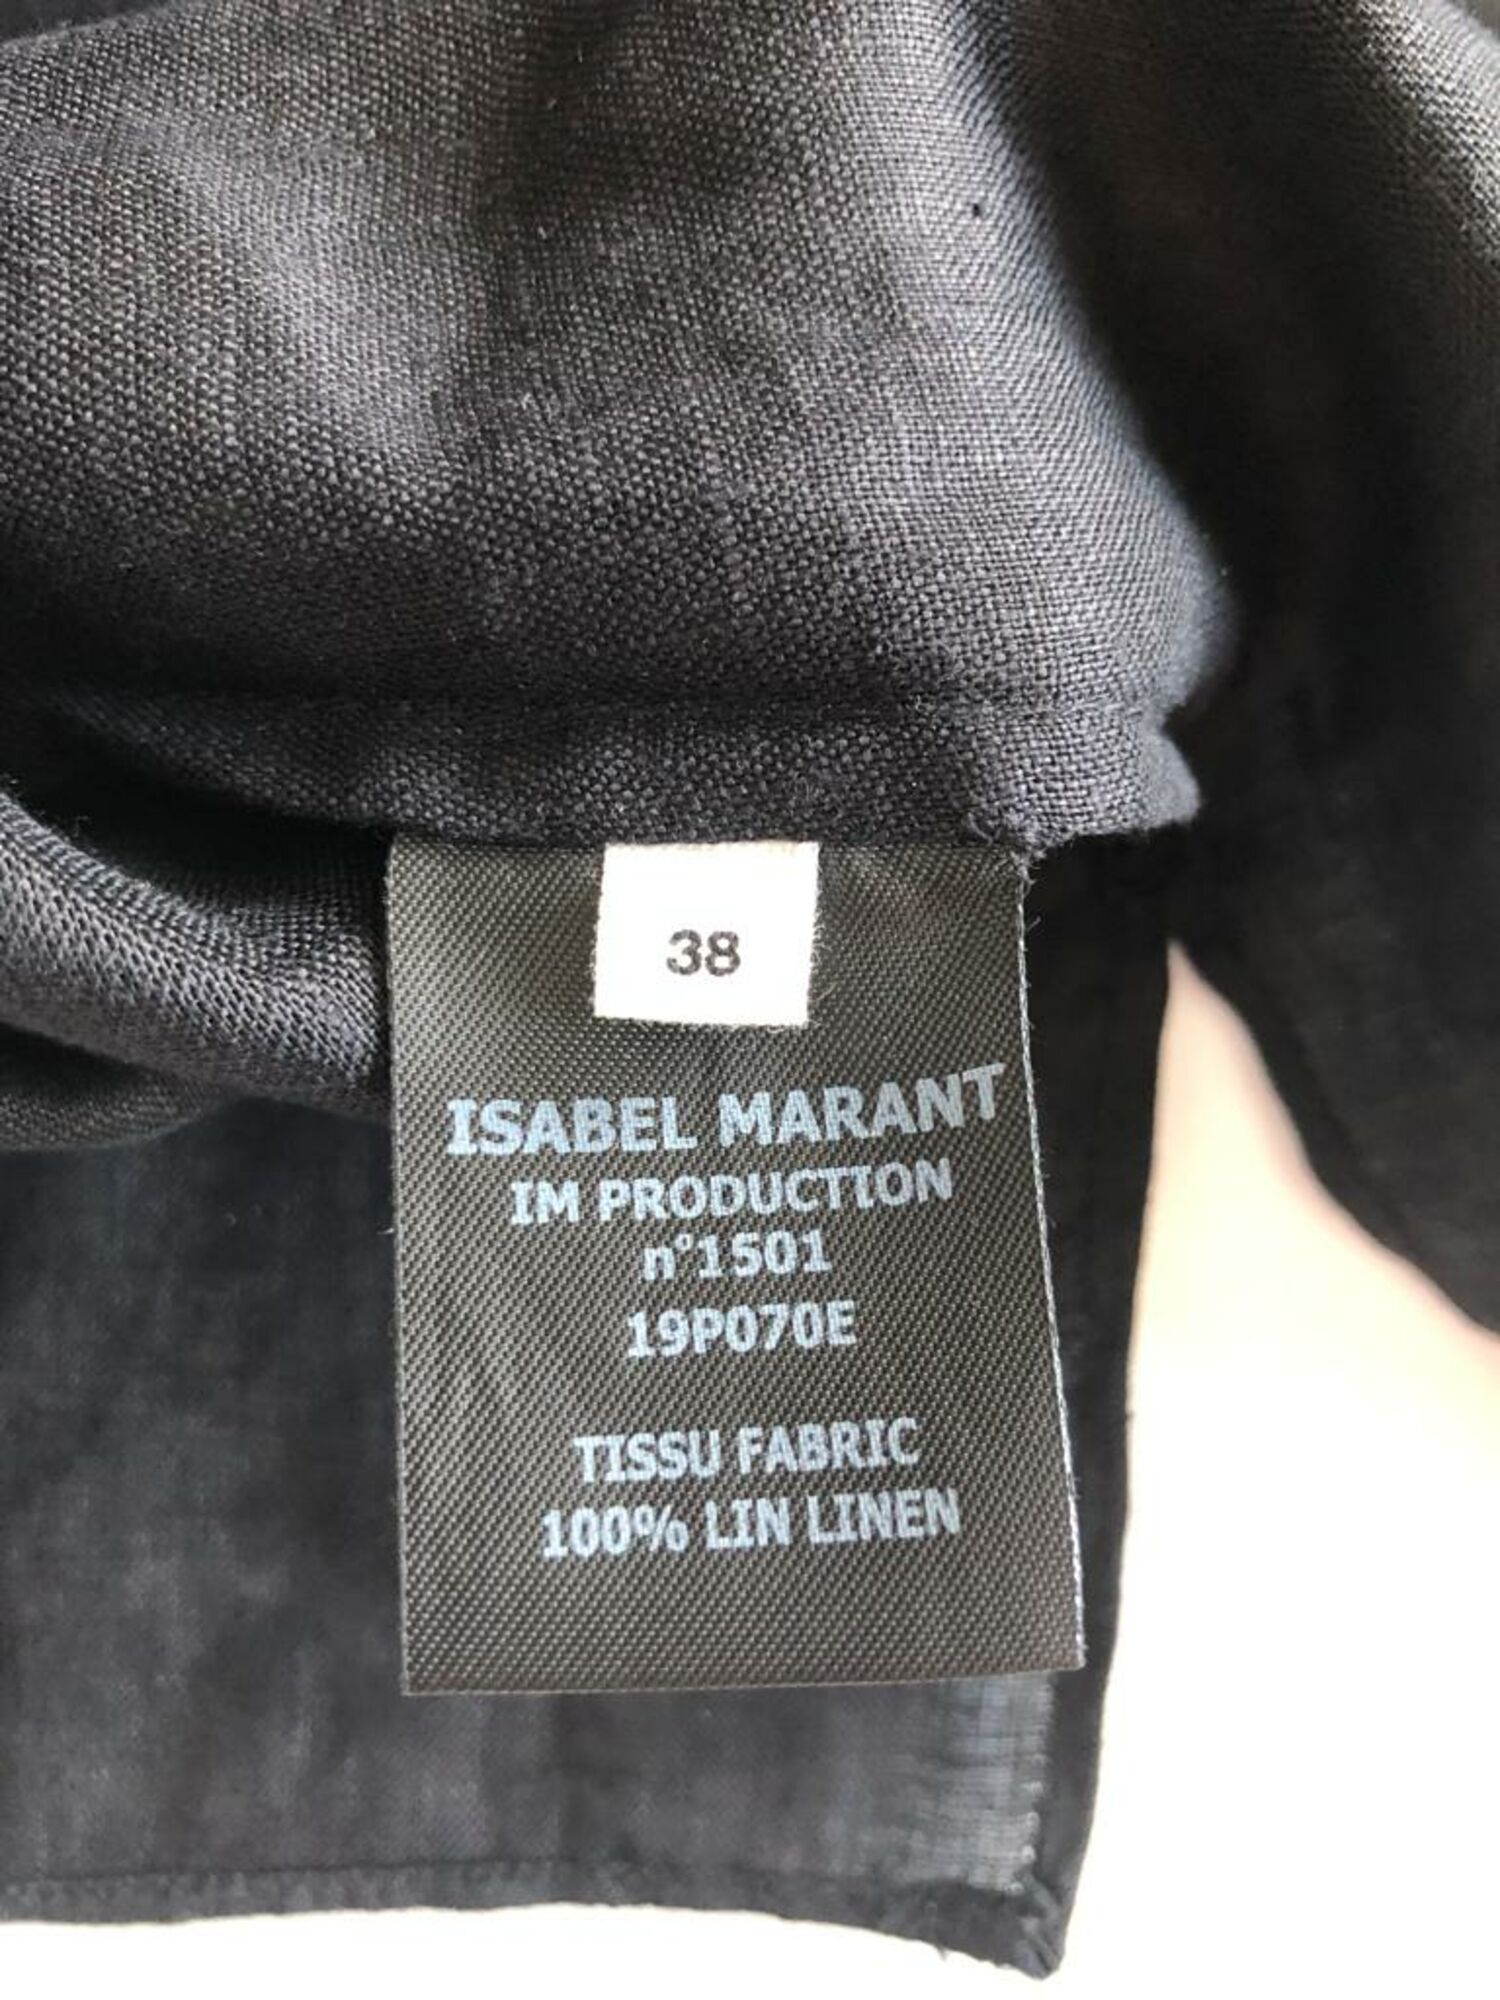 38
ISABEL MARANT
IM PRODUCTION
n°1501
19P070E
TISSU FABRIC
100% LIN LINEN